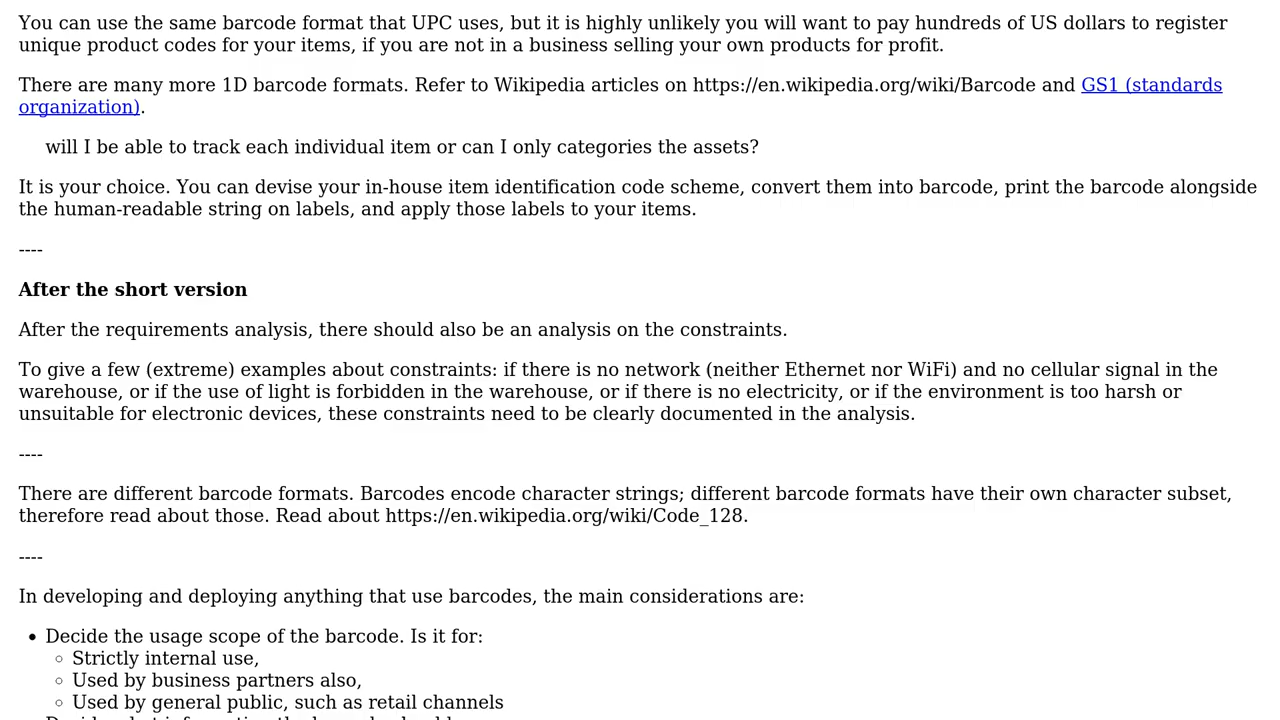 You can use the same barcode format that UPC uses, but it is highly unlikely you will want to pay hundreds of US dollars to register
unique product codes for your items, if you are not in a business selling your own products for profit.
There are many more 1D barcode formats. Refer to Wikipedia articles on https://en.wikipedia.org/wiki/Barcode and GS1 (standards
organization).
will I be able to track each individual item or can I only categories the assets?
It is your choice. You can devise your in-house item identification code scheme, convert them into barcode, print the barcode alongside
the human-readable string on labels, and apply those labels to your items.
----
After the short version
After the requirements analysis, there should also be an analysis on the constraints.
To give a few (extreme) examples about constraints: if there is no network (neither Ethernet nor WiFi) and no cellular signal in the
warehouse, or if the use of light is forbidden in the warehouse, or if there is no electricity, or if the environment is too harsh or
unsuitable for electronic devices, these constraints need to be clearly documented in the analysis.
----
There are different barcode formats. Barcodes encode character strings; different barcode formats have their own character subset,
therefore read about those. Read about https://en.wikipedia.org/wiki/Code_128.
----
In developing and deploying anything that use barcodes, the main considerations are:
• Decide the usage scope of the barcode. Is it for:
◦ Strictly internal use,
◦ Used by business partners also,
◦ Used by general public, such as retail channels